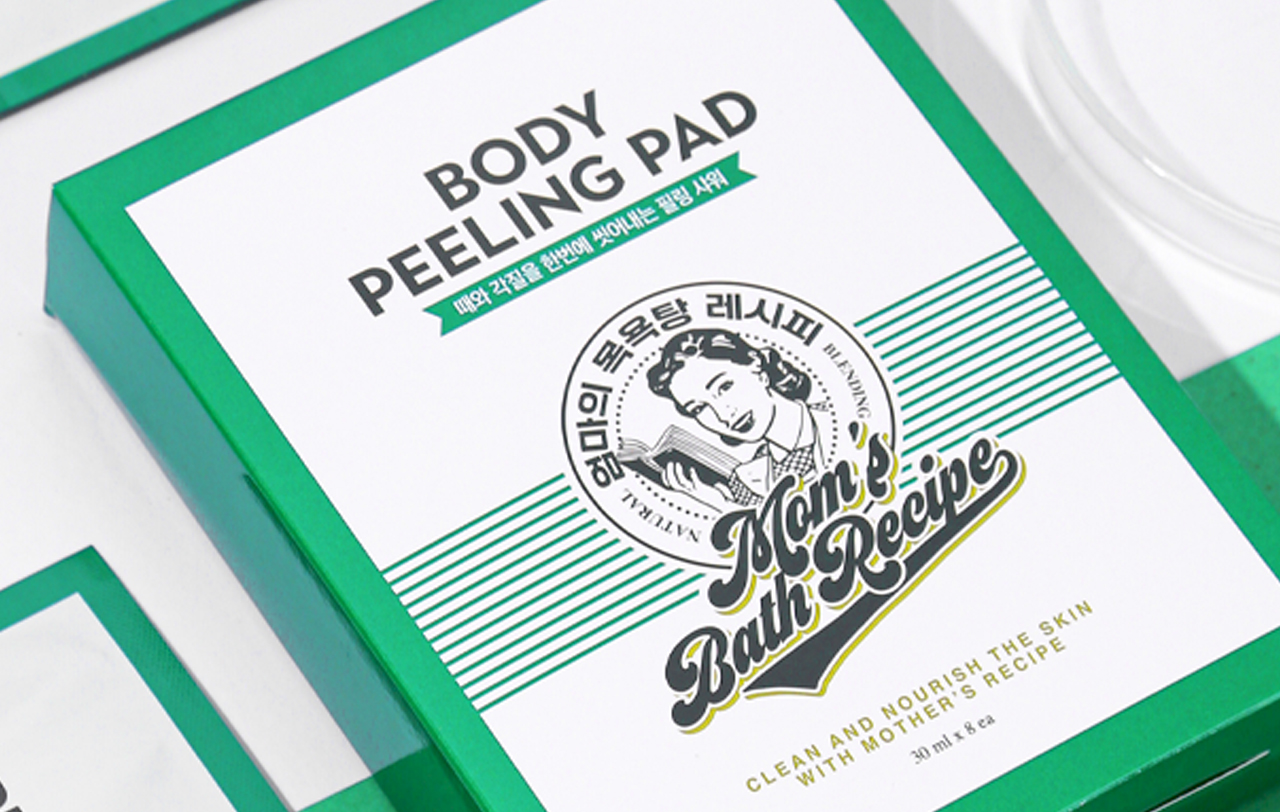 BODY
PEELING PAD
때와 각질을 한번에 씻어내는 필링 샤워
엄마의 목욕탕 레시피
NATURAL
BLENDING
Mom's
Bath Recipe
CLEAN AND NOURISH THE SKIN
WITH MOTHER'S RECIPE
30 ml x 8 ea